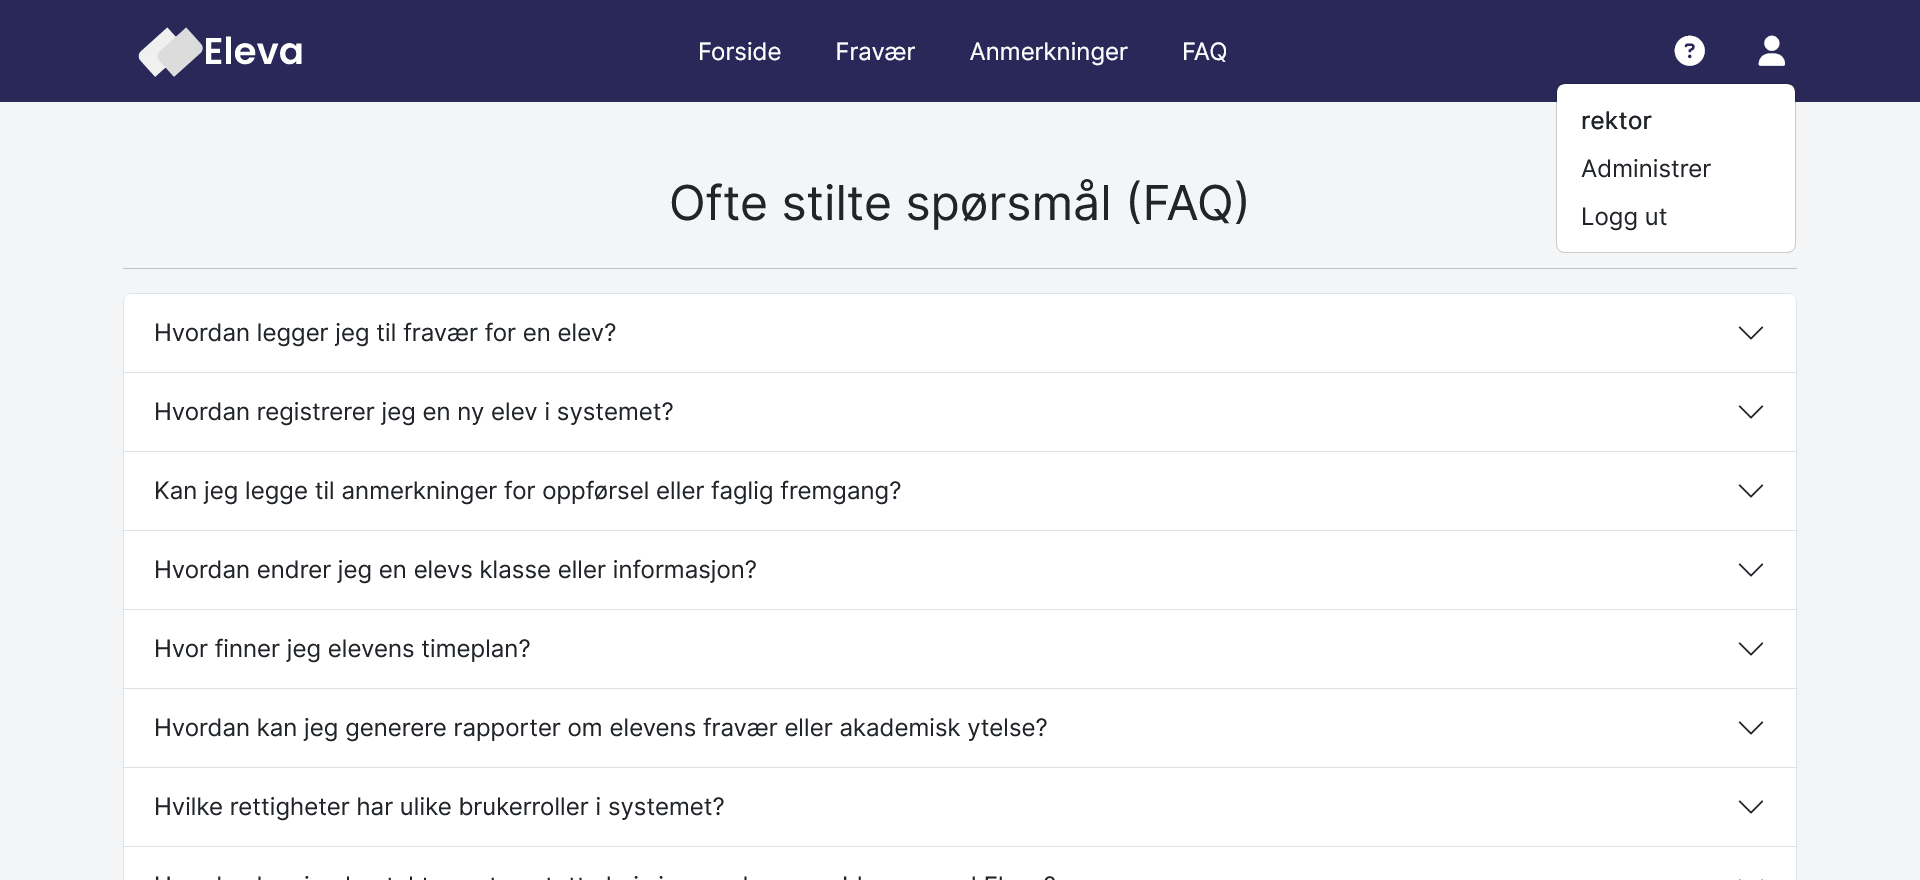 Eleva
Forside
Fravær
Anmerkninger
FAQ
?
rektor
Administrer
Logg ut
Ofte stilte spørsmål (FAQ)
Hvordan legger jeg til fravær for en elev?
Hvordan registrerer jeg en ny elev i systemet?
Kan jeg legge til anmerkninger for oppførsel eller faglig fremgang?
Hvordan endrer jeg en elevs klasse eller informasjon?
Hvor finner jeg elevens timeplan?
Hvordan kan jeg generere rapporter om elevens fravær eller akademisk ytelse?
Hvilke rettigheter har ulike brukerroller i systemet?